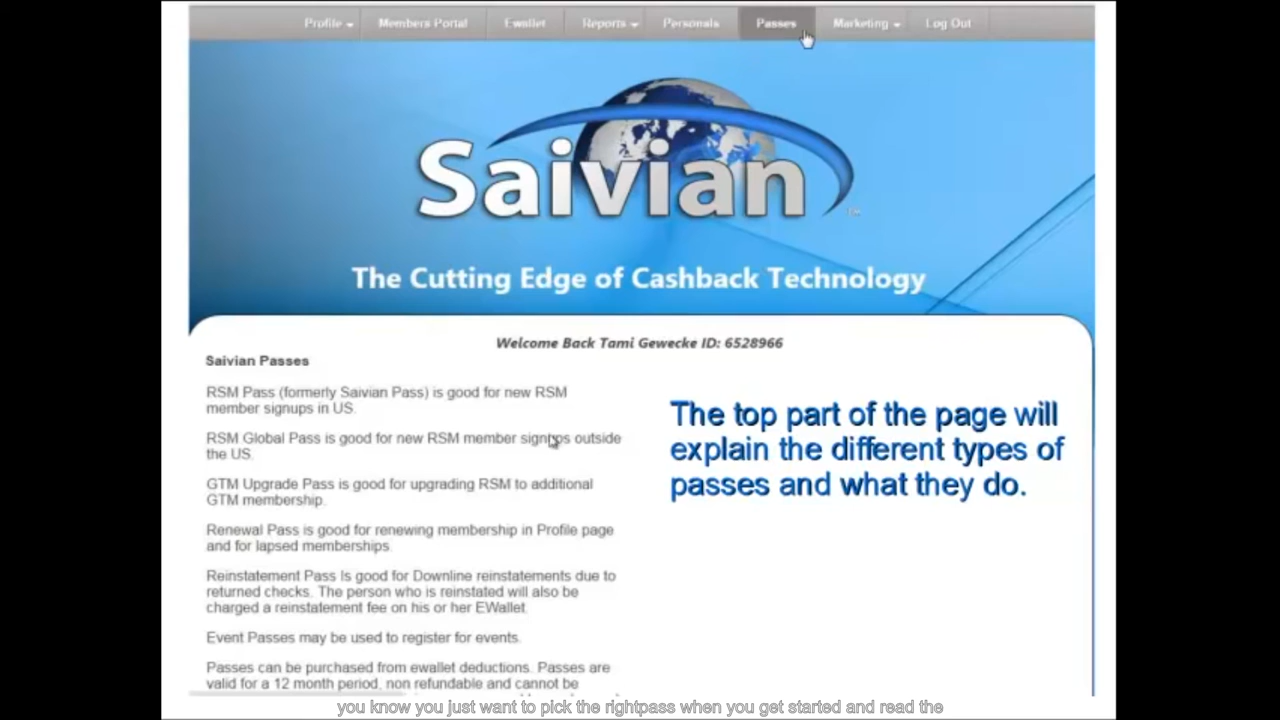 Profile
Members Portal
Ewallet
Reports
Personals
Passes
Marketing
Log Out
Saivian
TM
The Cutting Edge of Cashback Technology
Welcome Back Tami Gewecke ID: 6528966
Saivian Passes
RSM Pass (formerly Saivian Pass) is good for new RSM
member signups in US.
RSM Global Pass is good for new RSM member signups outside
the US.
GTM Upgrade Pass is good for upgrading RSM to additional
GTM membership.
Renewal Pass is good for renewing membership in Profile page
and for lapsed memberships.
Reinstatement Pass Is good for Downline reinstatements due to
returned checks. The person who is reinstated will also be
charged a reinstatement fee on his or her EWallet.
Event Passes may be used to register for events.
Passes can be purchased from ewallet deductions. Passes are
valid for a 12 month period, non refundable and cannot be
The top part of the page will
explain the different types of
passes and what they do.
you know you just want to pick the rightpass when you get started and read the